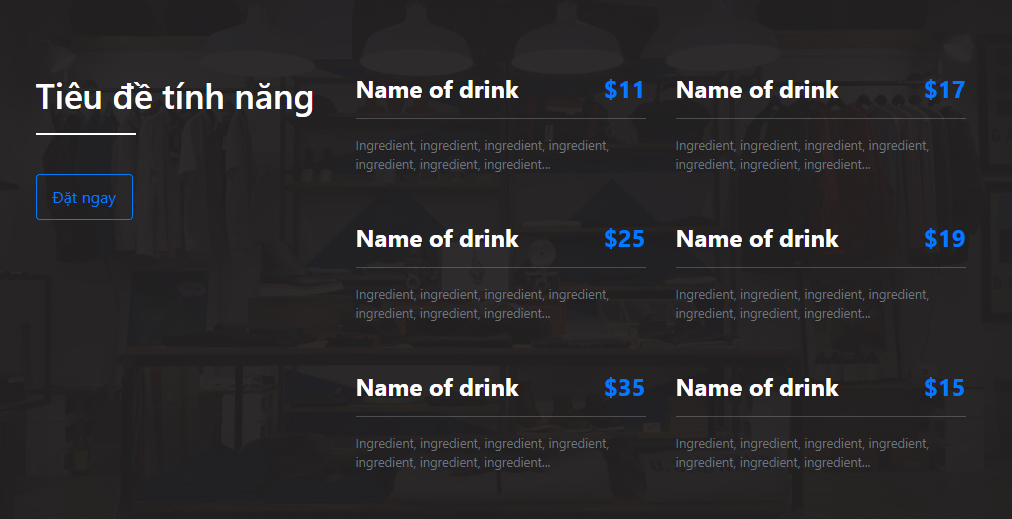 Tiêu đề tính năng
Đặt ngay
Name of drink $11
Ingredient, ingredient, ingredient, ingredient,
ingredient, ingredient, ingredient...
Name of drink $17
Ingredient, ingredient, ingredient, ingredient,
ingredient, ingredient, ingredient...
Name of drink $25
Ingredient, ingredient, ingredient, ingredient,
ingredient, ingredient, ingredient...
Name of drink $19
Ingredient, ingredient, ingredient, ingredient,
ingredient, ingredient, ingredient...
Name of drink $35
Ingredient, ingredient, ingredient, ingredient,
ingredient, ingredient, ingredient...
Name of drink $15
Ingredient, ingredient, ingredient, ingredient,
ingredient, ingredient, ingredient...